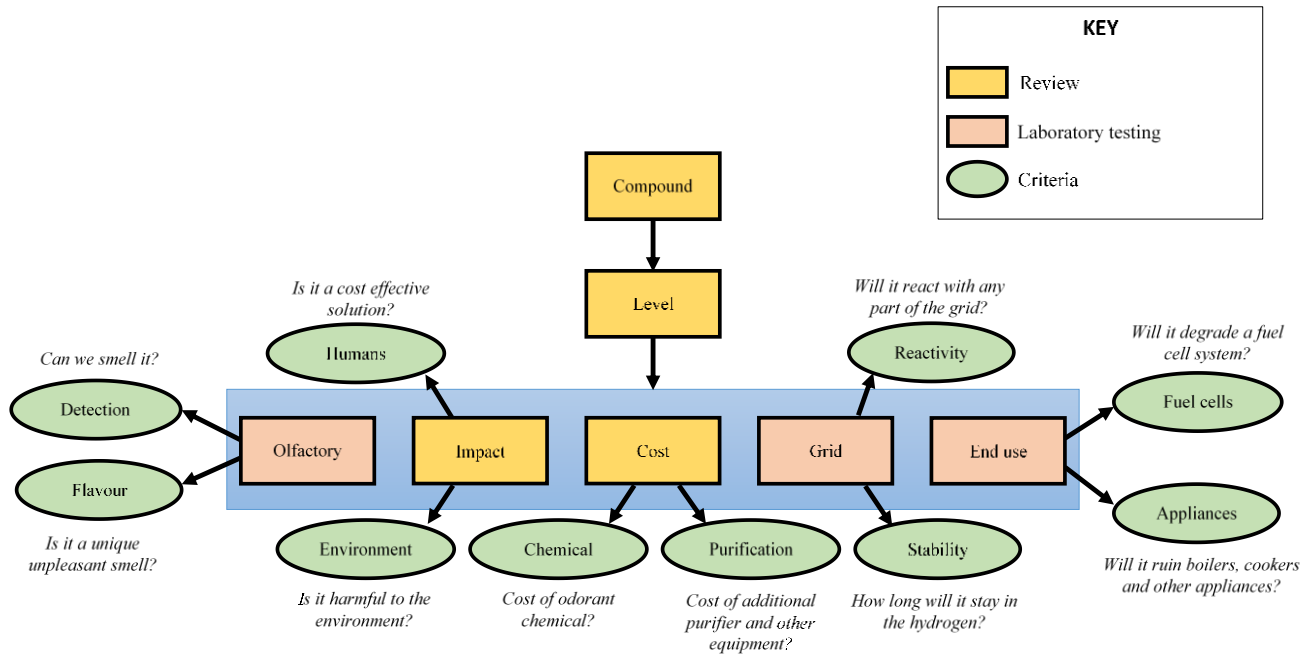 KEY
Review
Laboratory testing
Criteria
Compound
Level
Is it a cost effective
solution?
Humans
Will it react with any
part of the grid?
Reactivity
Can we smell it?
Detection
Will it degrade a fuel
cell system?
Fuel cells
Olfactory
Impact
Cost
Grid
End use
Flavour
Is it a unique
unpleasant smell?
Appliances
Will it ruin boilers, cookers
and other appliances?
Environment
Is it harmful to the
environment?
Chemical
Cost of odorant
chemical?
Purification
Cost of additional
purifier and other
equipment?
Stability
How long will it stay in
the hydrogen?